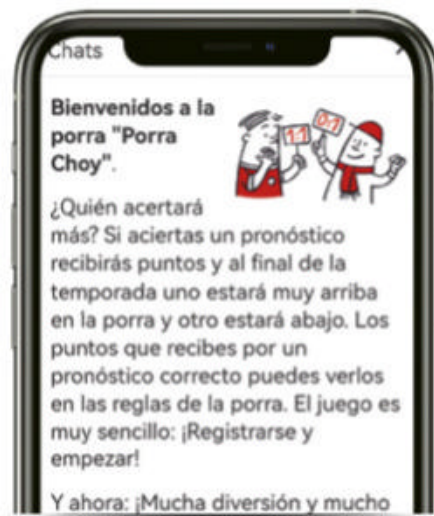 Chats
Bienvenidos a la
porra "Porra
Choy".
1:1
0:1
¿Quién acertará
más? Si aciertas un pronóstico
recibirás puntos y al final de la
temporada uno estará muy arriba
en la porra y otro estará abajo. Los
puntos que recibes por un
pronóstico correcto puedes verlos
en las reglas de la porra. El juego es
muy sencillo: ¡Registrarse y
empezar!
Y ahora: ¡Mucha diversión y mucho